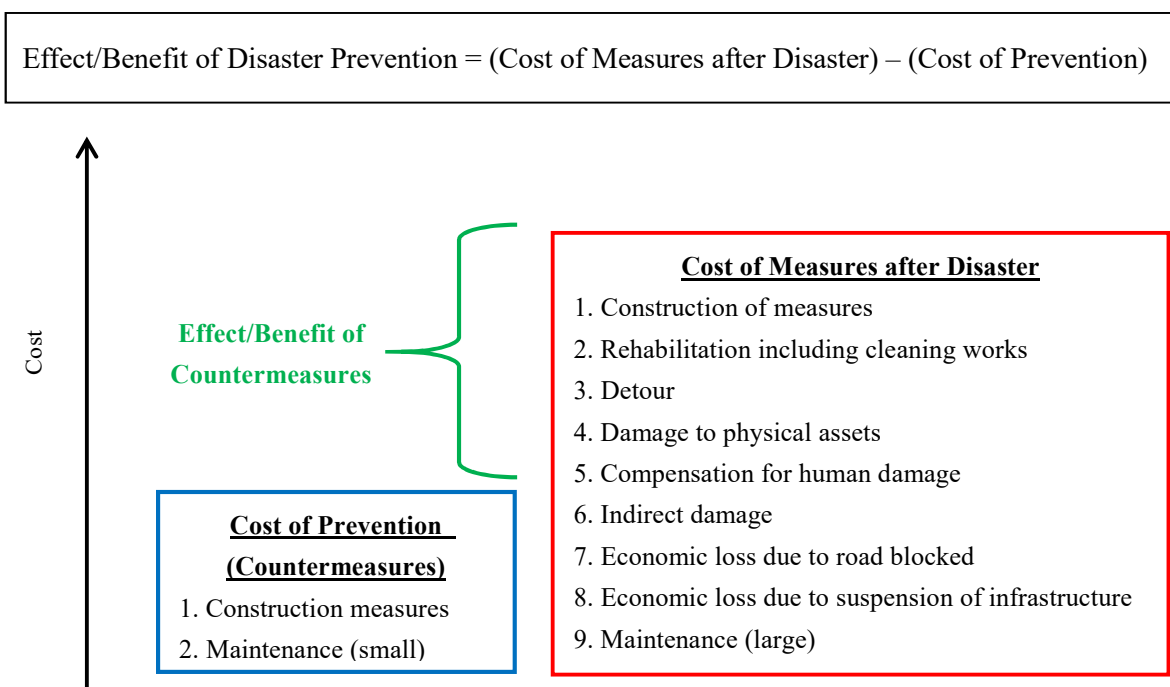 Effect/Benefit of Disaster Prevention = (Cost of Measures after Disaster) – (Cost of Prevention)
Cost
Effect/Benefit of
Countermeasures
Cost of Prevention
(Countermeasures)
1. Construction measures
2. Maintenance (small)
Cost of Measures after Disaster
1. Construction of measures
2. Rehabilitation including cleaning works
3. Detour
4. Damage to physical assets
5. Compensation for human damage
6. Indirect damage
7. Economic loss due to road blocked
8. Economic loss due to suspension of infrastructure
9. Maintenance (large)